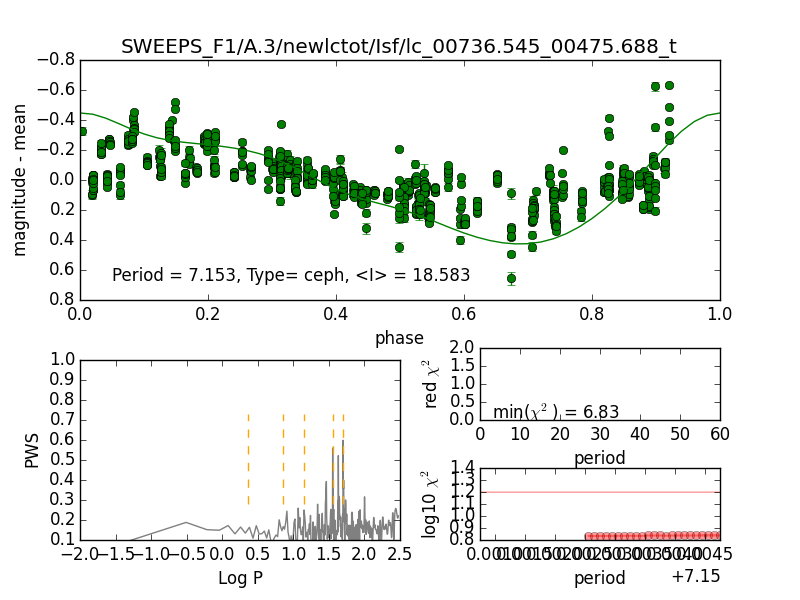 SWEEPS_F1/A.3/newlctot/Isf/lc_00736.545_00475.688_t
magnitude - mean
−0.8
−0.6
−0.4
−0.2
0.0
0.2
0.4
0.6
0.8
Period = 7.153, Type= ceph, <I> = 18.583
0.0 0.2 0.4 0.6 0.8 1.0
phase
PWS
1.0
0.9
0.8
0.7
0.6
0.5
0.4
0.3
0.2
0.1
−2.0 −1.5 −1.0 −0.5 0.0 0.5 1.0 1.5 2.0 2.5
Log P
red χ²
2.0
1.5
1.0
0.5
0.0
min(χ² ) = 6.83
0 10 20 30 40 50 60
period
log10 χ²
1.4
1.3
1.2
1.1
1.0
0.9
0.8
period
+7.15